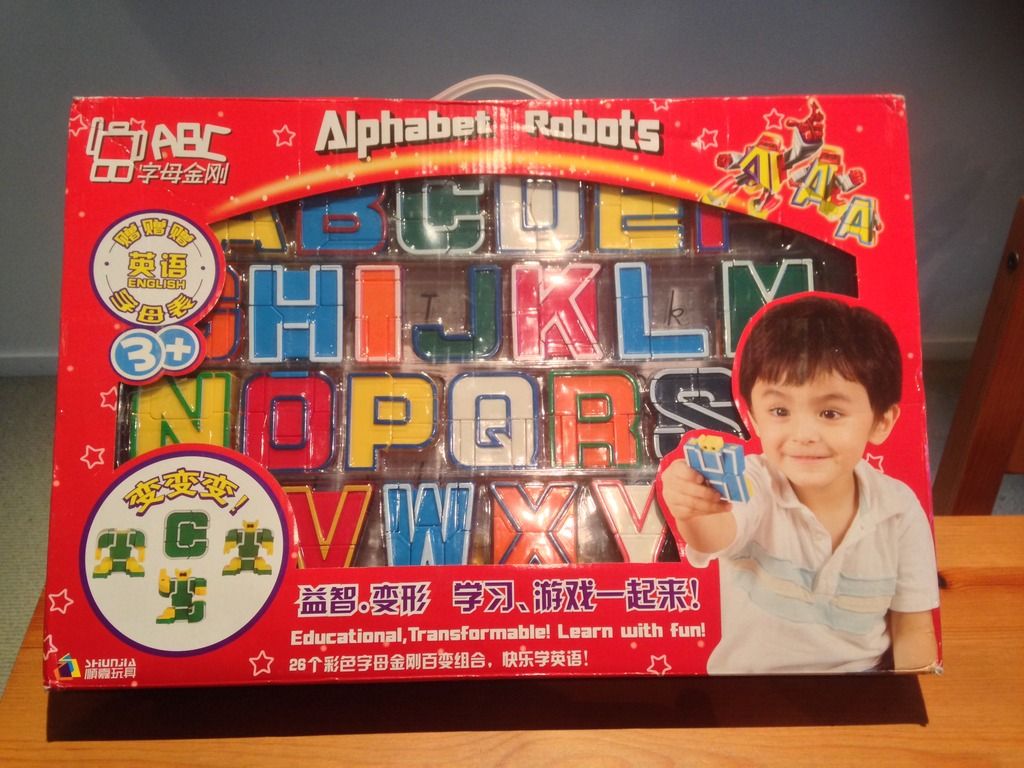 Alphabet Robots
ABC
字母金刚
赠赠赠
英语
ENGLISH
字母卡
3+
A A A
A B C D E F
G H I J K L M
T k
N O P Q R S
V W X Y
变变变!
C
益智。变形 学习、游戏一起来!
Educational,Transformable! Learn with fun!
26个彩色字母金刚百变组合，快乐学英语!
SHUNJIA
顺嘉玩具